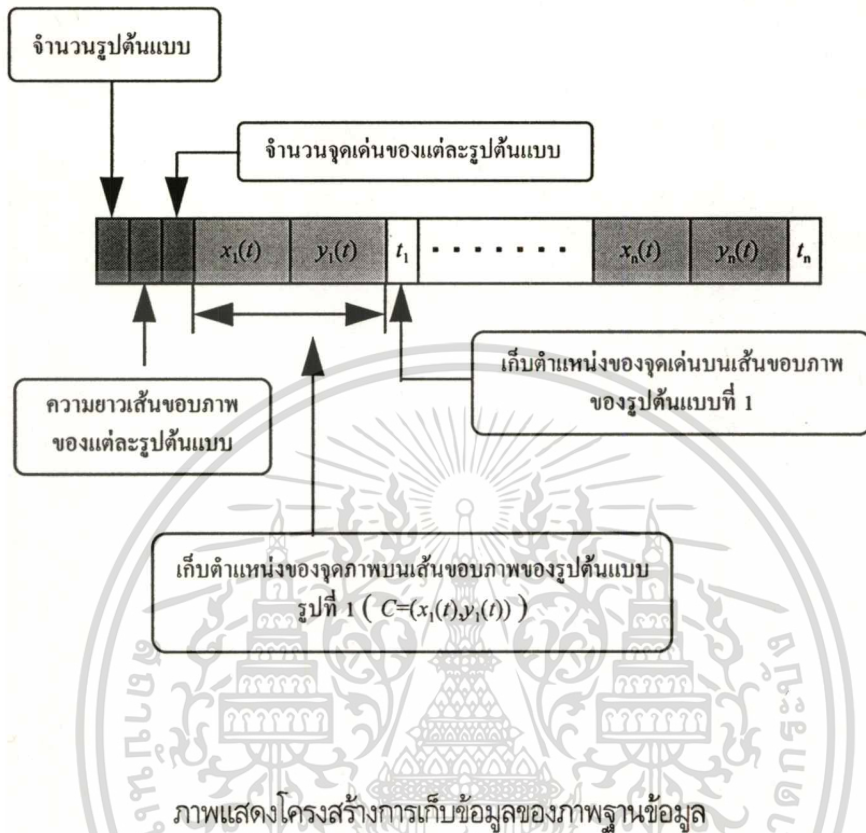 จำนวนรูปต้นแบบ
จำนวนจุดเด่นของแต่ละรูปต้นแบบ
x₁(t) y₁(t) t₁ . . . . . . . xₙ(t) yₙ(t) tₙ
เก็บตำแหน่งของจุดเด่นบนเส้นขอบภาพ
ของรูปต้นแบบที่ 1
ความยาวเส้นขอบภาพ
ของแต่ละรูปต้นแบบ
เก็บตำแหน่งของจุดภาพบนเส้นขอบภาพของรูปต้นแบบ
รูปที่ 1 ( C=(x₁(t),y₁(t)) )
ภาพแสดงโครงสร้างการเก็บข้อมูลของภาพฐานข้อมูล